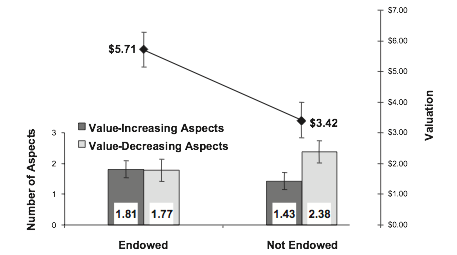 $7.00
$6.00
$5.00
$4.00
$3.00
$2.00
$1.00
$0.00
Valuation
$5.71
$3.42
Value-Increasing Aspects
Value-Decreasing Aspects
Number of Aspects
3
2
1
0
1.81 1.77
1.43 2.38
Endowed
Not Endowed